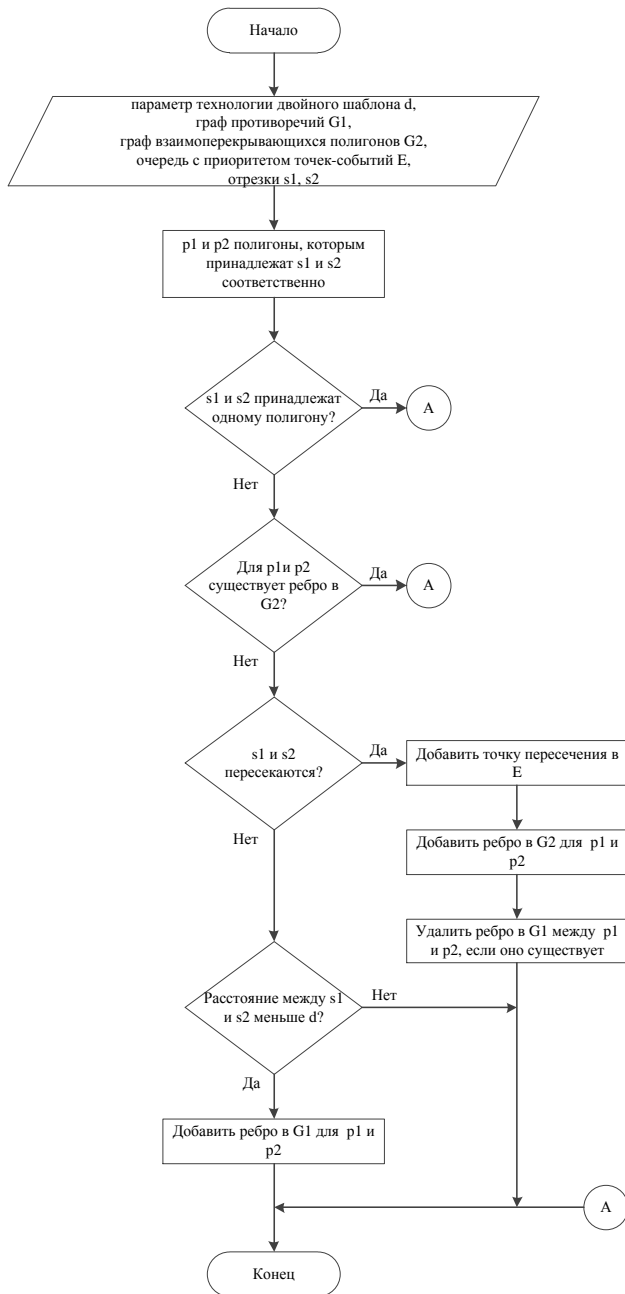 Начало
параметр технологии двойного шаблона d,
граф противоречий G1,
граф взаимоперекрывающихся полигонов G2,
очередь с приоритетом точек-событий E,
отрезки s1, s2
p1 и p2 полигоны, которым
принадлежат s1 и s2
соответственно
s1 и s2 принадлежат
одному полигону?
Да
A
Нет
Для p1и p2
существует ребро в
G2?
Да
A
Нет
s1 и s2
пересекаются?
Да
Добавить точку пересечения в
E
Нет
Добавить ребро в G2 для p1 и
p2
Удалить ребро в G1 между p1
и p2, если оно существует
Расстояние между s1
и s2 меньше d?
Нет
Да
Добавить ребро в G1 для p1 и
p2
A
Конец